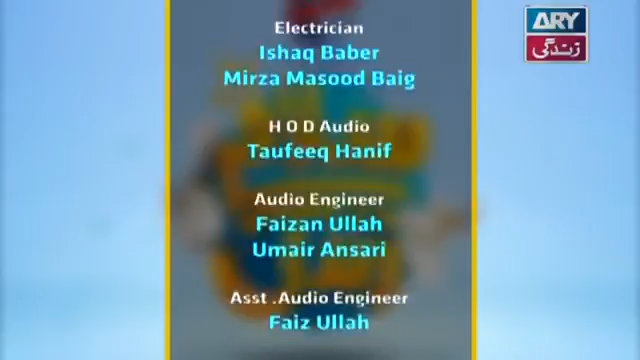 Electrician
Ishaq Baber
Mirza Masood Baig
H O D Audio
Taufeeq Hanif
Audio Engineer
Faizan Ullah
Umair Ansari
Asst .Audio Engineer
Faiz Ullah
ARY
زندگی